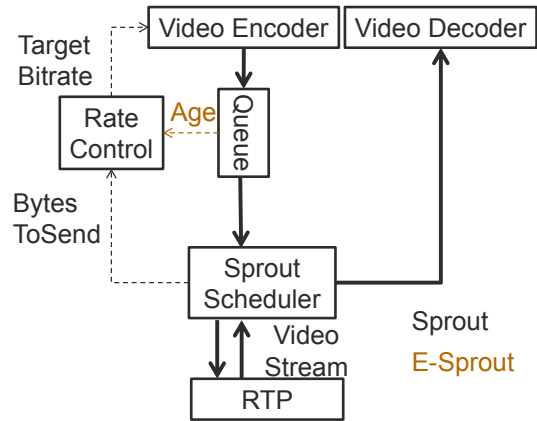 Video Encoder
Video Decoder
Target
Bitrate
Age
Queue
Rate
Control
Bytes
ToSend
Sprout
Scheduler
Video
Stream
Sprout
E-Sprout
RTP